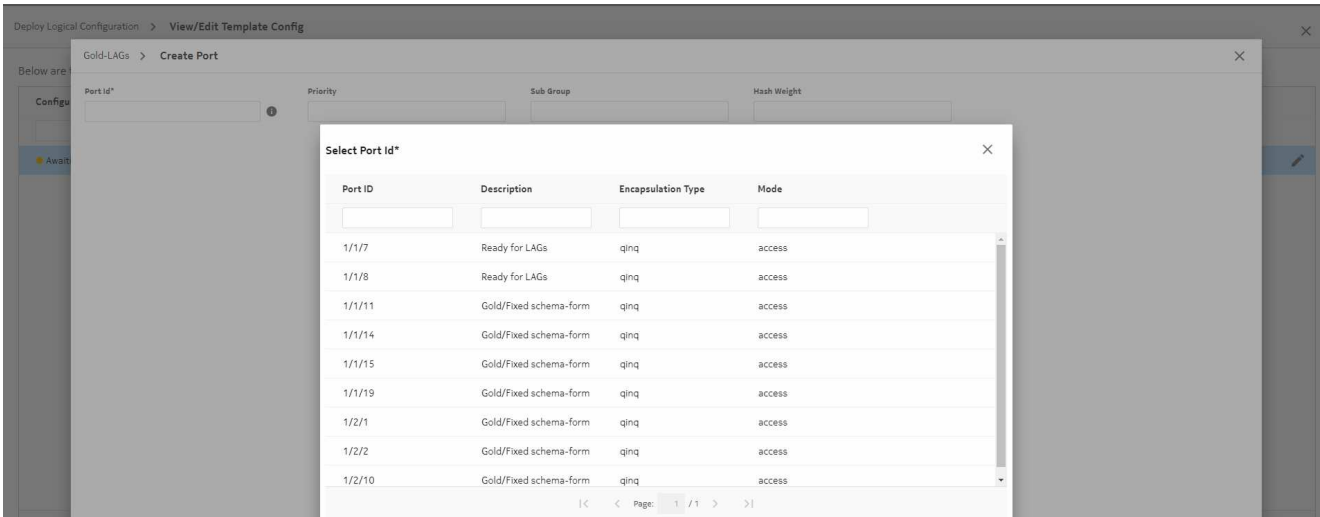 Deploy Logical Configuration > View/Edit Template Config
Gold-LAGs > Create Port
Below are
Port Id* Priority Sub Group Hash Weight
Configu
Select Port Id*
Awaiti
Port ID Description Encapsulation Type Mode
1/1/7 Ready for LAGs qinq access
1/1/8 Ready for LAGs qinq access
1/1/11 Gold/Fixed schema-form qinq access
1/1/14 Gold/Fixed schema-form qinq access
1/1/15 Gold/Fixed schema-form qinq access
1/1/19 Gold/Fixed schema-form qinq access
1/2/1 Gold/Fixed schema-form qinq access
1/2/2 Gold/Fixed schema-form qinq access
1/2/10 Gold/Fixed schema-form qinq access
|< < Page: 1 / 1 > >|